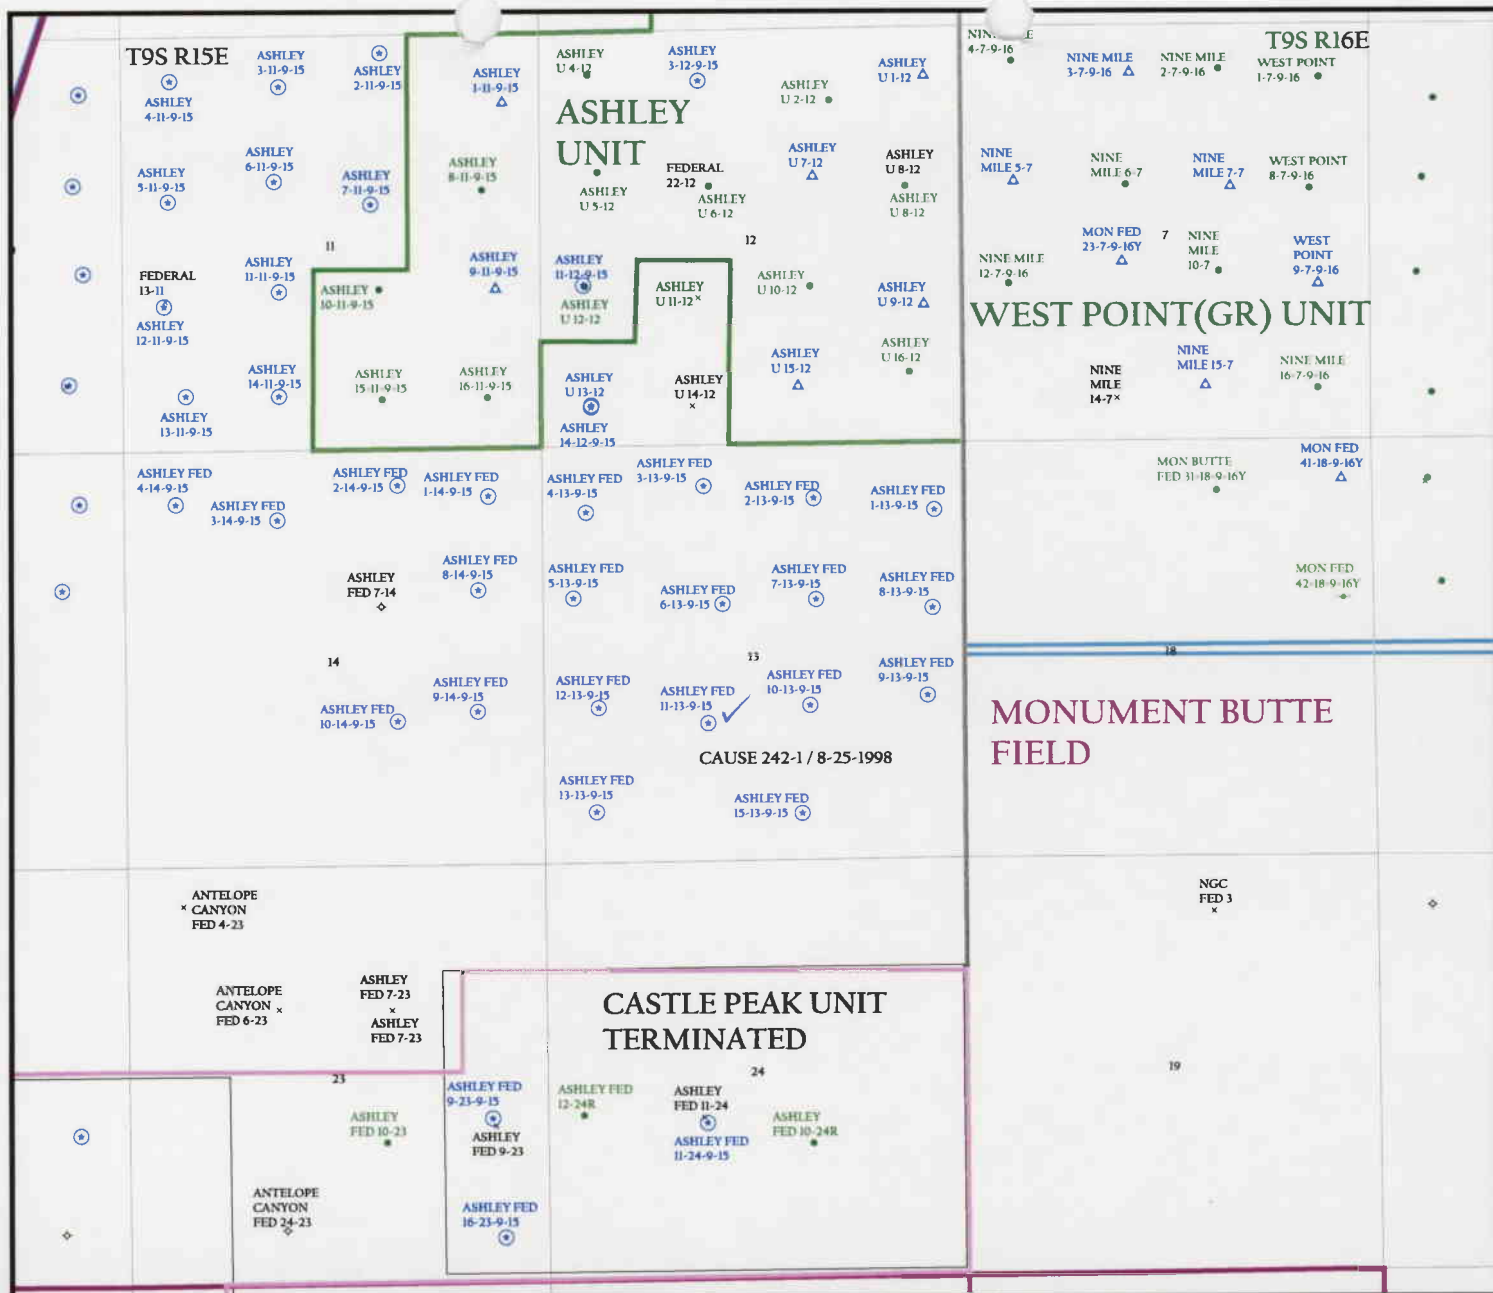 T9S R15E
ASHLEY
3-11-9-15
ASHLEY
2-11-9-15
ASHLEY
4-11-9-15
ASHLEY
1-11-9-15
ASHLEY
U 4-12
ASHLEY
3-12-9-15
ASHLEY
U 2-12
ASHLEY
U 1-12
4-7-9-16
NINE MILE
3-7-9-16
NINE MILE
2-7-9-16
T9S R16E
WEST POINT
1-7-9-16
ASHLEY
UNIT
ASHLEY
5-11-9-15
ASHLEY
6-11-9-15
ASHLEY
7-11-9-15
ASHLEY
8-11-9-15
ASHLEY
U 5-12
FEDERAL
22-12
ASHLEY
U 6-12
ASHLEY
U 7-12
ASHLEY
U 8-12
ASHLEY
U 8-12
NINE
MILE 5-7
NINE
MILE 6-7
NINE
MILE 7-7
WEST POINT
8-7-9-16
11
12
7
FEDERAL
13-11
ASHLEY
12-11-9-15
ASHLEY
11-11-9-15
ASHLEY
10-11-9-15
ASHLEY
9-11-9-15
ASHLEY
11-12-9-15
ASHLEY
U 12-12
ASHLEY
U 11-12
ASHLEY
U 10-12
ASHLEY
U 9-12
NINE MILE
12-7-9-16
MON FED
23-7-9-16Y
NINE
MILE
10-7
WEST
POINT
9-7-9-16
WEST POINT(GR) UNIT
ASHLEY
13-11-9-15
ASHLEY
14-11-9-15
ASHLEY
15-11-9-15
ASHLEY
16-11-9-15
ASHLEY
U 13-12
ASHLEY
14-12-9-15
ASHLEY
U 14-12
ASHLEY
U 15-12
ASHLEY
U 16-12
NINE
MILE
14-7
NINE
MILE 15-7
NINE MILE
16-7-9-16
ASHLEY FED
4-14-9-15
ASHLEY FED
3-14-9-15
ASHLEY FED
2-14-9-15
ASHLEY FED
1-14-9-15
ASHLEY FED
4-13-9-15
ASHLEY FED
3-13-9-15
ASHLEY FED
2-13-9-15
ASHLEY FED
1-13-9-15
MON BUTTE
FED 31-18-9-16Y
MON FED
41-18-9-16Y
ASHLEY
FED 7-14
ASHLEY FED
8-14-9-15
ASHLEY FED
5-13-9-15
ASHLEY FED
6-13-9-15
ASHLEY FED
7-13-9-15
ASHLEY FED
8-13-9-15
MON FED
42-18-9-16Y
14
13
18
ASHLEY FED
10-14-9-15
ASHLEY FED
9-14-9-15
ASHLEY FED
12-13-9-15
ASHLEY FED
11-13-9-15
ASHLEY FED
10-13-9-15
ASHLEY FED
9-13-9-15
MONUMENT BUTTE
FIELD
CAUSE 242-1 / 8-25-1998
ASHLEY FED
13-13-9-15
ASHLEY FED
15-13-9-15
ANTELOPE
CANYON
FED 4-23
NGC
FED 3
ANTELOPE
CANYON
FED 6-23
ASHLEY
FED 7-23
ASHLEY
FED 7-23
CASTLE PEAK UNIT
TERMINATED
23
24
19
ASHLEY
FED 10-23
ASHLEY FED
9-23-9-15
ASHLEY
FED 9-23
ASHLEY FED
12-24R
ASHLEY
FED 11-24
ASHLEY FED
11-24-9-15
ASHLEY
FED 10-24R
ANTELOPE
CANYON
FED 24-23
ASHLEY FED
16-23-9-15